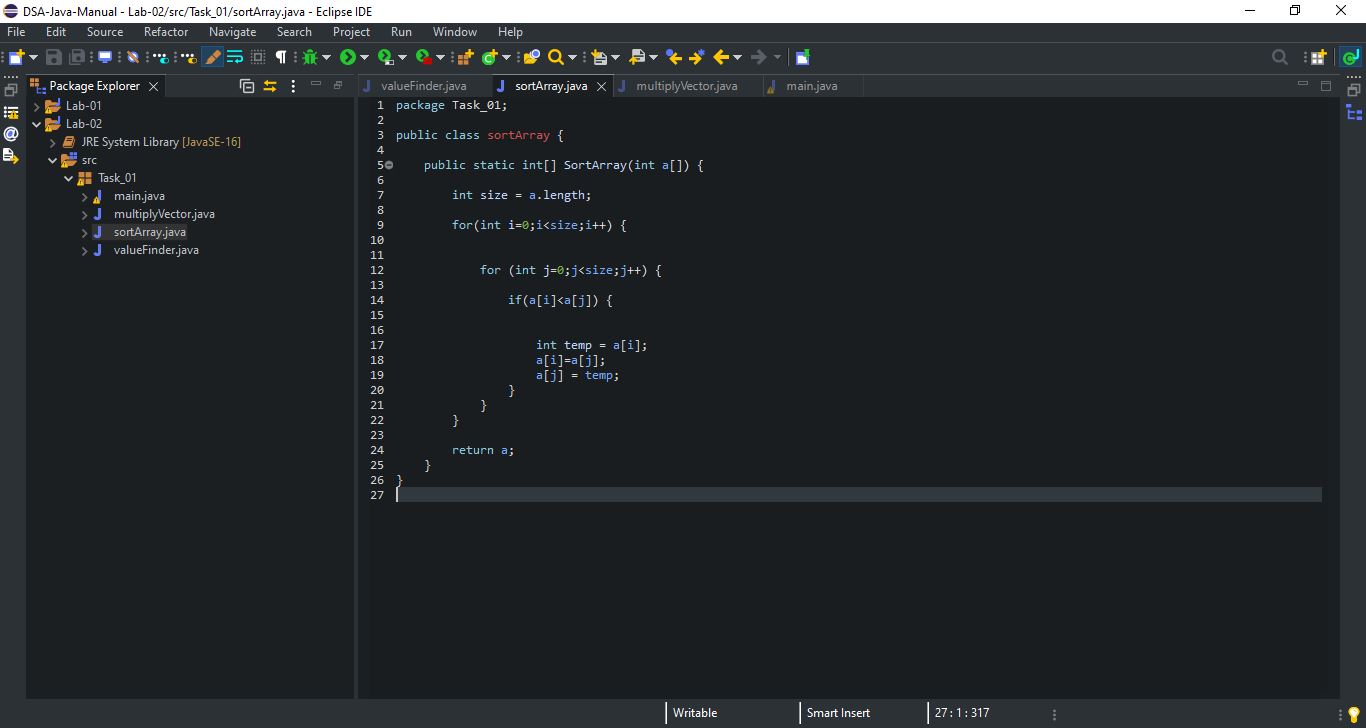 DSA-Java-Manual - Lab-02/src/Task_01/sortArray.java - Eclipse IDE
File Edit Source Refactor Navigate Search Project Run Window Help
Package Explorer
Lab-01
Lab-02
JRE System Library [JavaSE-16]
src
Task_01
main.java
multiplyVector.java
sortArray.java
valueFinder.java
valueFinder.java sortArray.java multiplyVector.java main.java
1 package Task_01;
2
3 public class sortArray {
4
5 public static int[] SortArray(int a[]) {
6
7 int size = a.length;
8
9 for(int i=0;i<size;i++) {
10
11
12 for (int j=0;j<size;j++) {
13
14 if(a[i]<a[j]) {
15
16
17 int temp = a[i];
18 a[i]=a[j];
19 a[j] = temp;
20 }
21 }
22 }
23
24 return a;
25 }
26 }
27
Writable Smart Insert 27 : 1 : 317